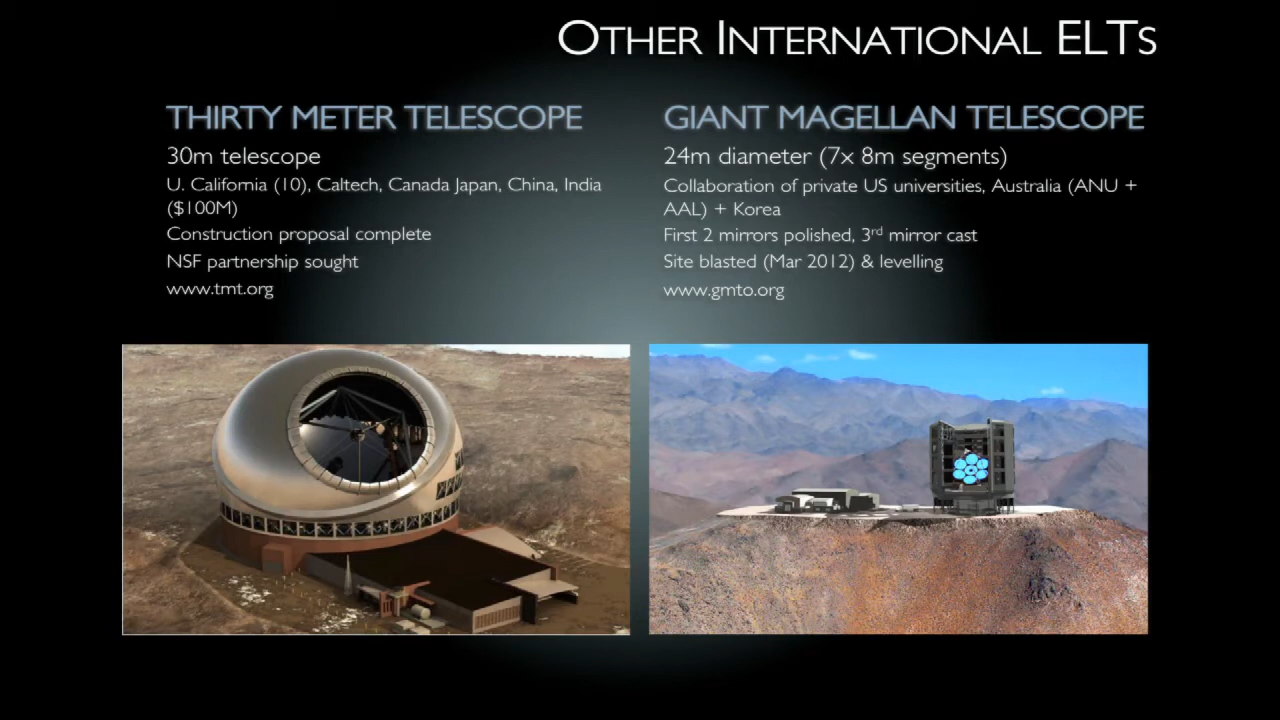 OTHER INTERNATIONAL ELTS
THIRTY METER TELESCOPE
30m telescope
U. California (10), Caltech, Canada Japan, China, India
($100M)
Construction proposal complete
NSF partnership sought
www.tmt.org
GIANT MAGELLAN TELESCOPE
24m diameter (7x 8m segments)
Collaboration of private US universities, Australia (ANU +
AAL) + Korea
First 2 mirrors polished, 3rd mirror cast
Site blasted (Mar 2012) & levelling
www.gmto.org